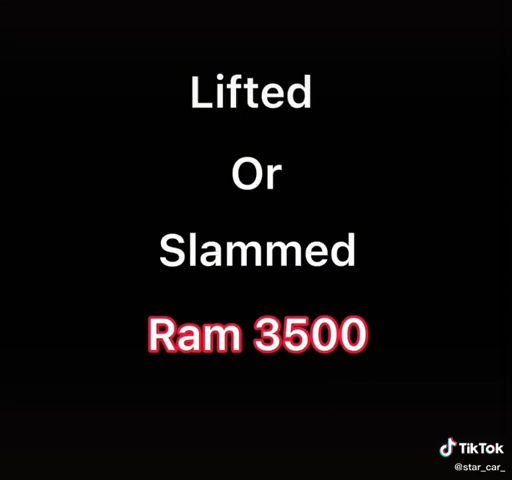 Lifted
Or
Slammed
Ram 3500
TikTok
@star_car_